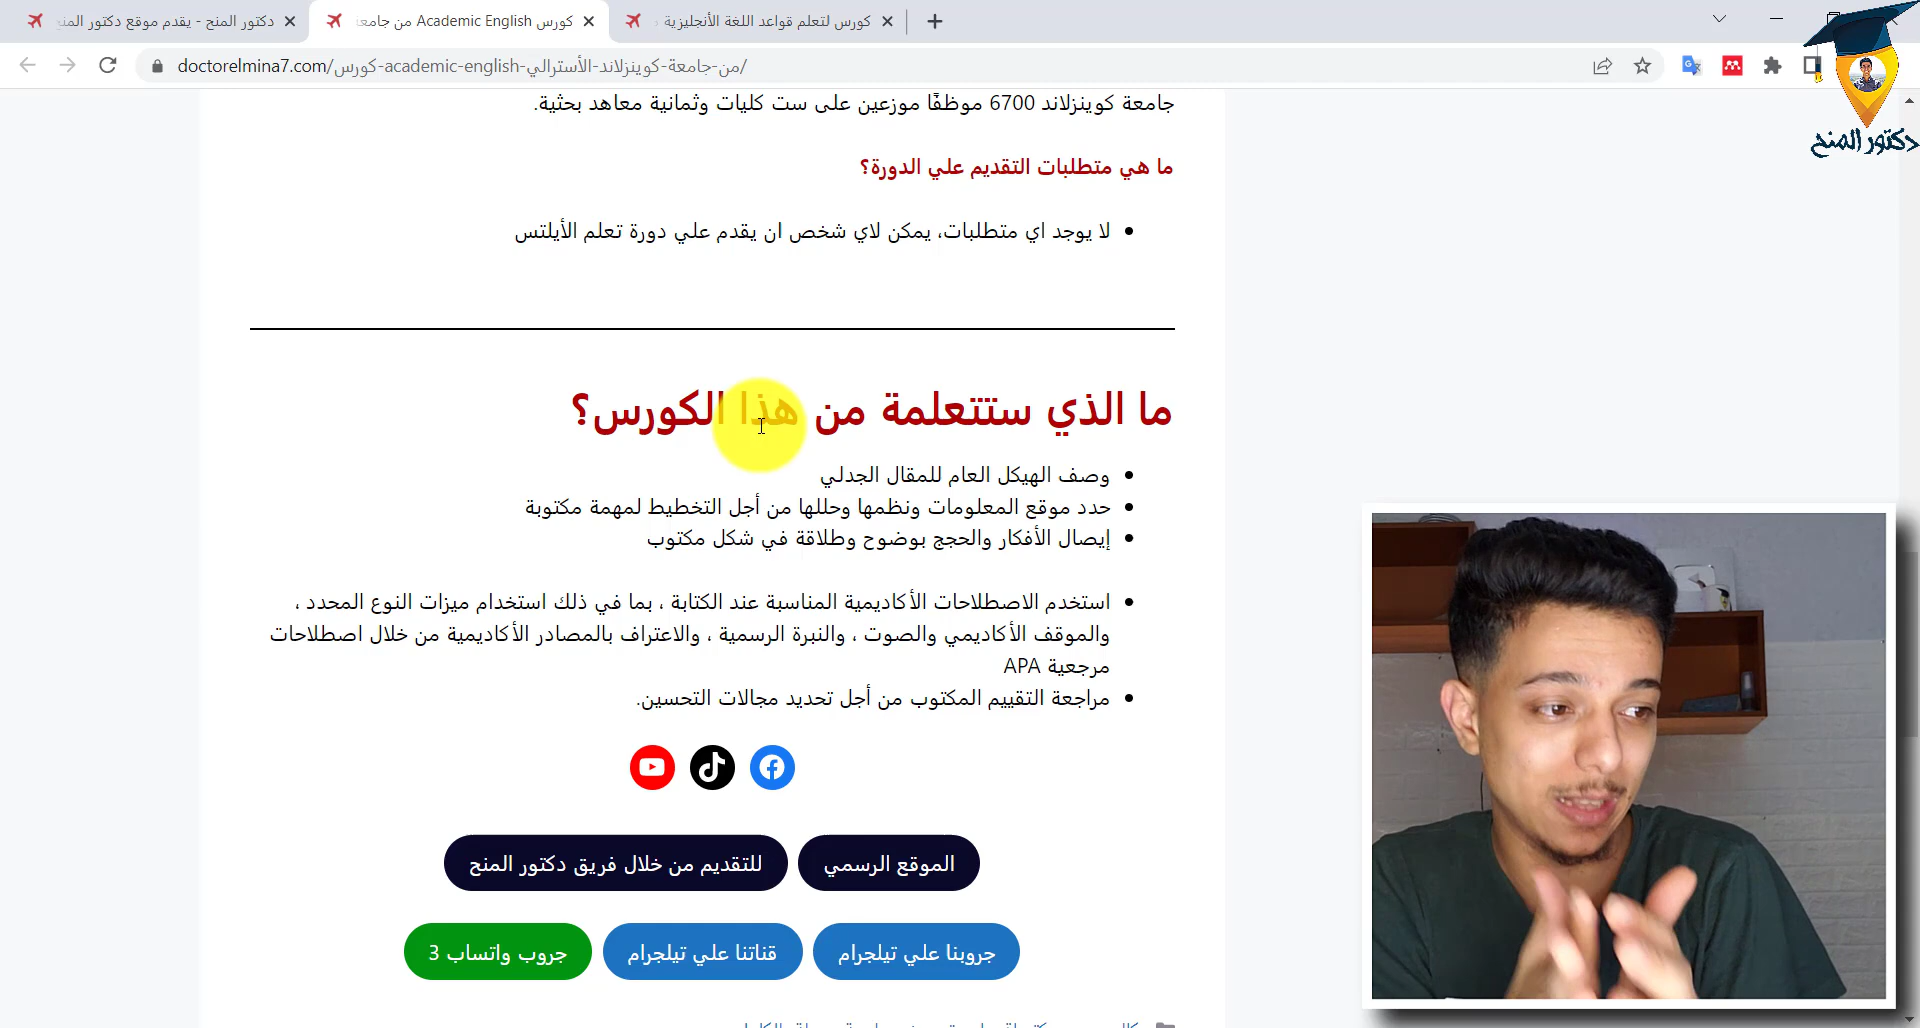 دكتور المنح - يقدم موقع دكتور المنح
كورس Academic English من جامعة
كورس لتعلم قواعد اللغة الأنجليزية
doctorelmina7.com/كورس-academic-english-من-جامعة-كوينزلاند-الأسترالي/
دكتور المنح
جامعة كوينزلاند 6700 موظفًا موزعين على ست كليات وثمانية معاهد بحثية.
ما هي متطلبات التقديم علي الدورة؟
لا يوجد اي متطلبات، يمكن لاي شخص ان يقدم علي دورة تعلم الأيلتس
ما الذي ستتعلمة من هذا الكورس؟
وصف الهيكل العام للمقال الجدلي
حدد موقع المعلومات ونظمها وحللها من أجل التخطيط لمهمة مكتوبة
إيصال الأفكار والحجج بوضوح وطلاقة في شكل مكتوب
استخدم الاصطلاحات الأكاديمية المناسبة عند الكتابة ، بما في ذلك استخدام ميزات النوع المحدد ،
والموقف الأكاديمي والصوت ، والنبرة الرسمية ، والاعتراف بالمصادر الأكاديمية من خلال اصطلاحات
مرجعية APA
مراجعة التقييم المكتوب من أجل تحديد مجالات التحسين.
الموقع الرسمي
للتقديم من خلال فريق دكتور المنح
جروبنا علي تيلجرام
قناتنا علي تيلجرام
جروب واتساب 3